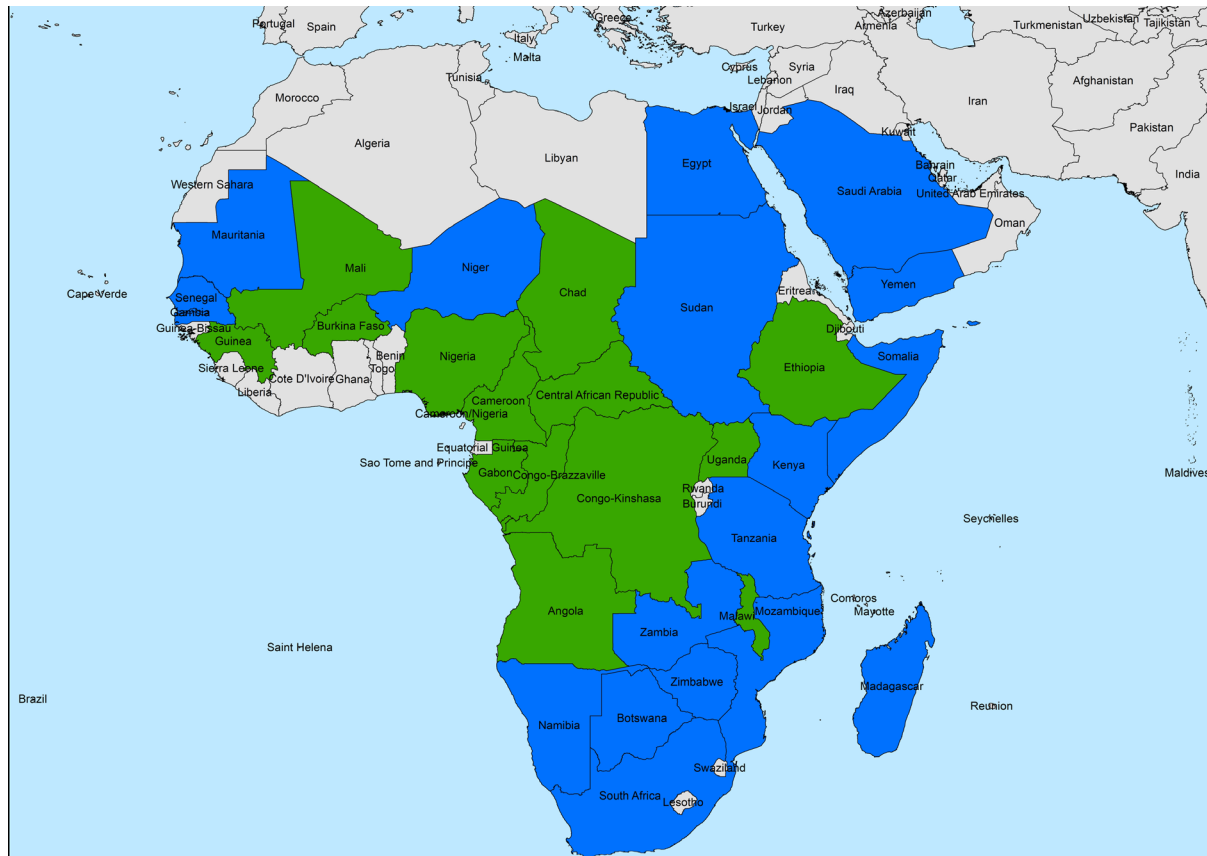 Portugal
Spain
Italy
Greece
Turkey
Armenia
Azerbaijan
Turkmenistan
Uzbekistan
Tajikistan
Malta
Cyprus
Syria
Lebanon
Israel
Jordan
Iraq
Iran
Afghanistan
Pakistan
India
Kuwait
Bahrain
Qatar
United Arab Emirates
Saudi Arabia
Oman
Yemen
Morocco
Tunisia
Algeria
Libyan
Egypt
Western Sahara
Mauritania
Mali
Niger
Chad
Sudan
Eritrea
Djibouti
Cape Verde
Senegal
Gambia
Guinea-Bissau
Guinea
Sierra Leone
Liberia
Cote D'Ivoire
Burkina Faso
Ghana
Togo
Benin
Nigeria
Cameroon
Cameroon/Nigeria
Central African Republic
Ethiopia
Somalia
Equatorial Guinea
Sao Tome and Principe
Gabon
Congo-Brazzaville
Congo-Kinshasa
Uganda
Kenya
Rwanda
Burundi
Tanzania
Maldives
Seychelles
Angola
Zambia
Malawi
Mozambique
Comoros
Mayotte
Saint Helena
Brazil
Zimbabwe
Madagascar
Reunion
Namibia
Botswana
Swaziland
South Africa
Lesotho